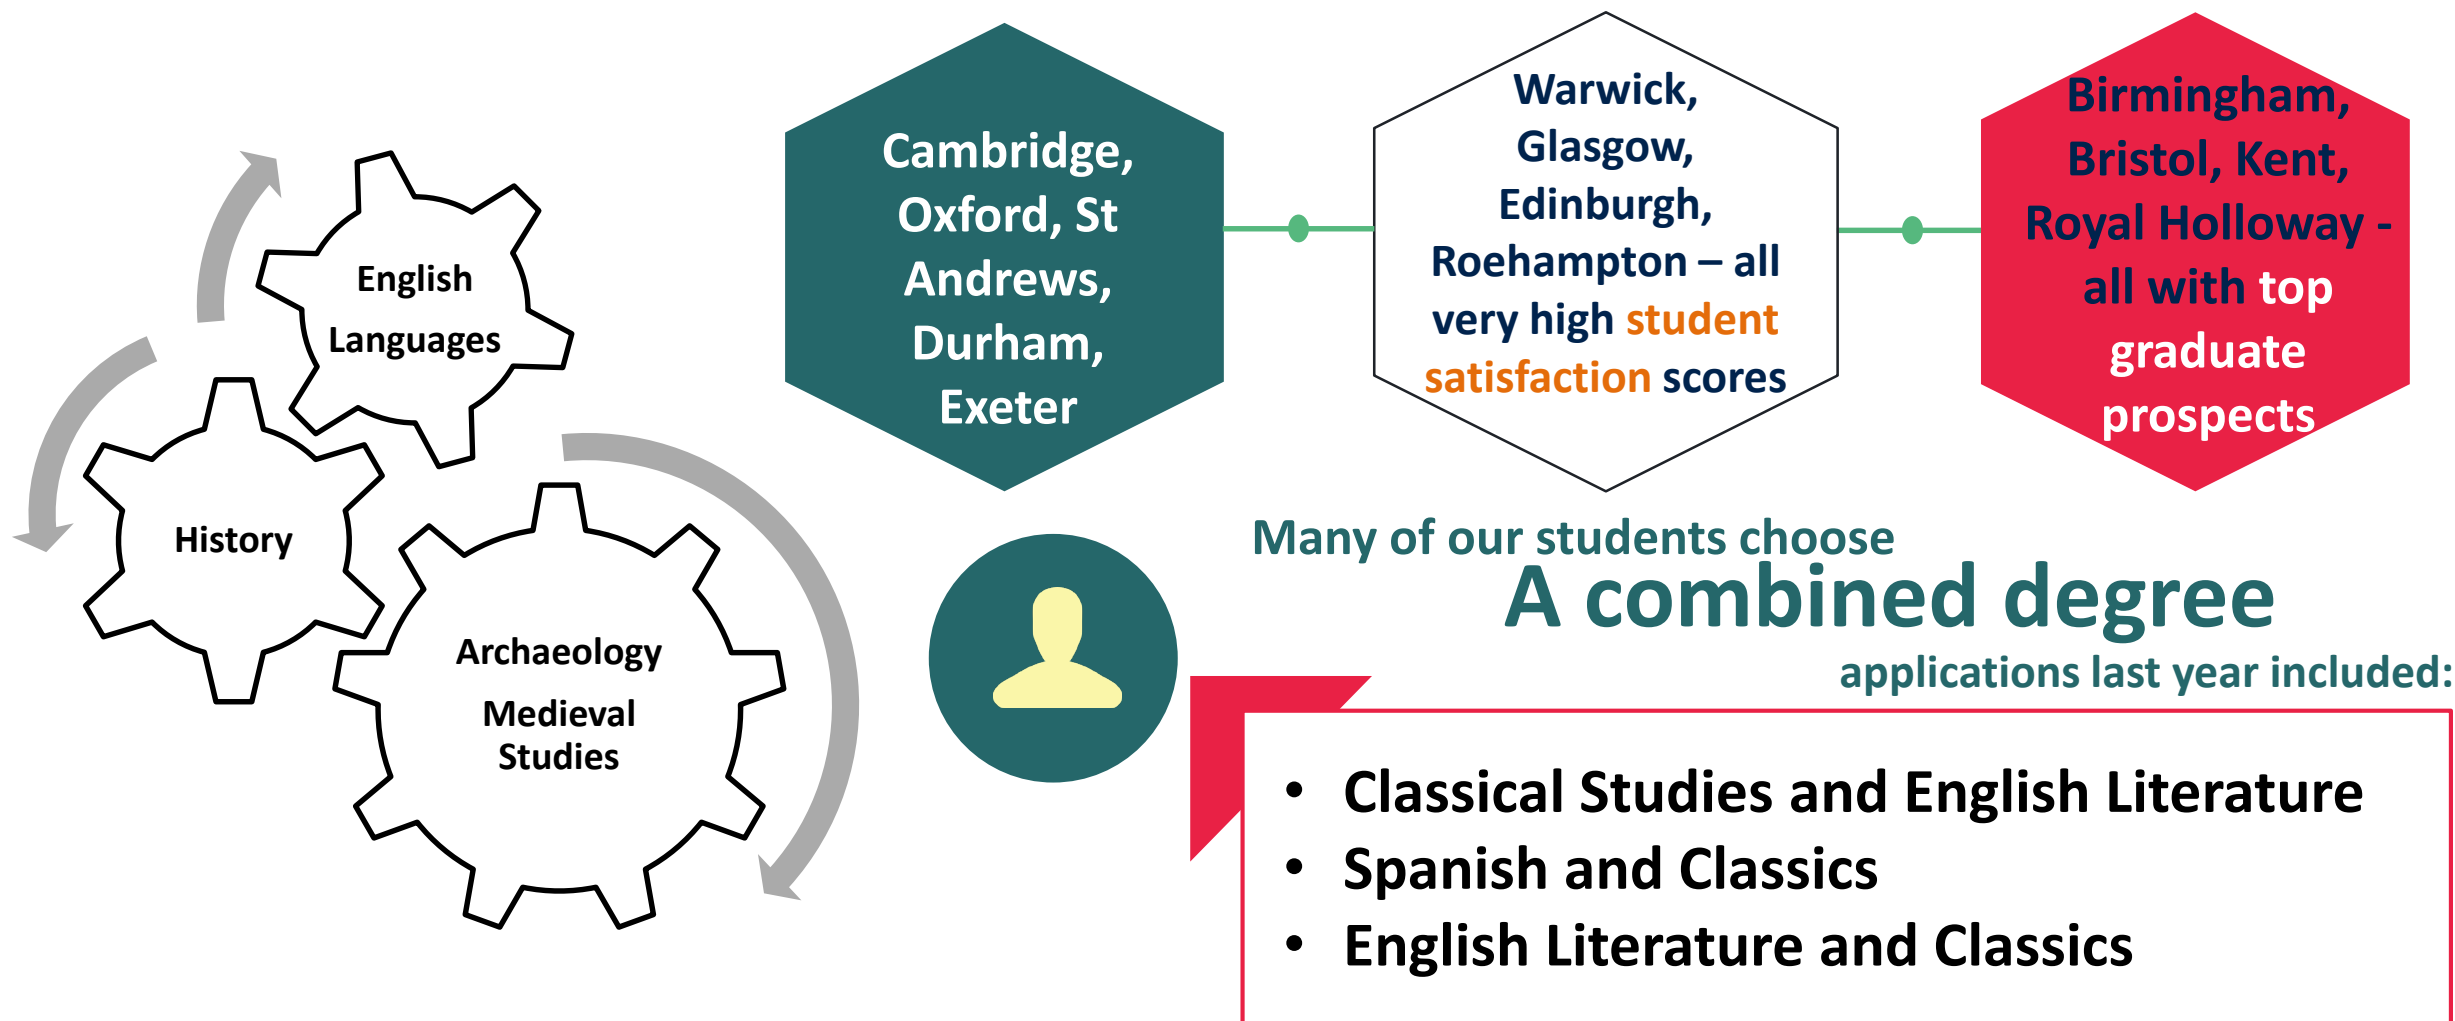 English
Languages
History
Archaeology
Medieval
Studies
Cambridge,
Oxford, St
Andrews,
Durham,
Exeter
Warwick,
Glasgow,
Edinburgh,
Roehampton – all
very high student
satisfaction scores
Birmingham,
Bristol, Kent,
Royal Holloway -
all with top
graduate
prospects
Many of our students choose
A combined degree
applications last year included:
• Classical Studies and English Literature
• Spanish and Classics
• English Literature and Classics